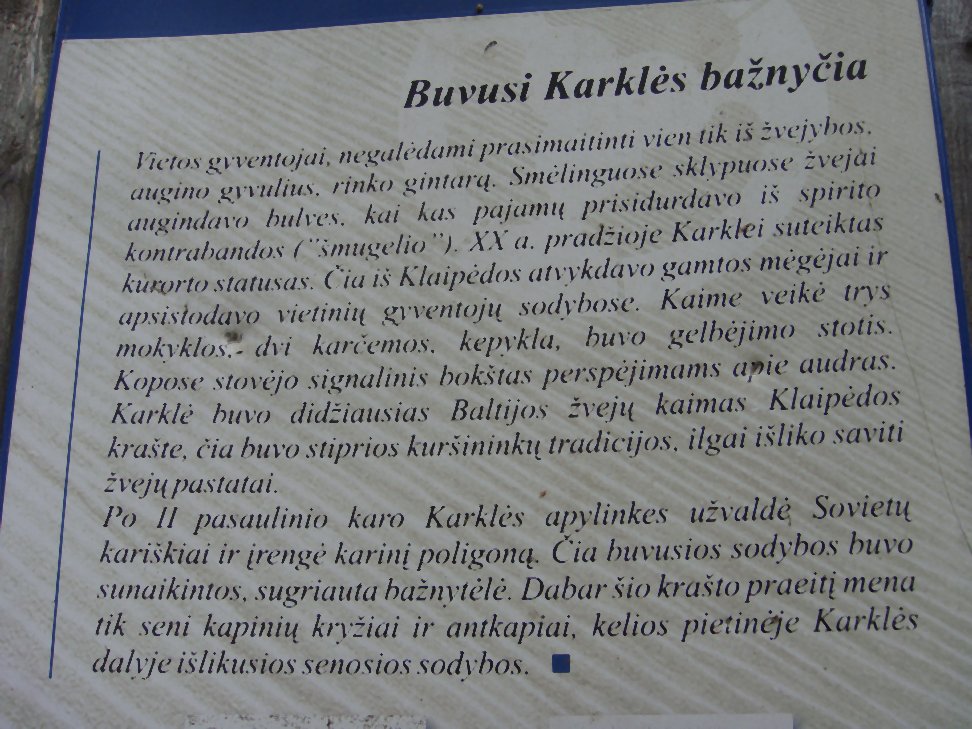 Buvusi Karklės bažnyčia
Vietos gyventojai, negalėdami prasimaitinti vien tik iš žvejybos,
augino gyvulius, rinko gintarą. Smėlinguose sklypuose žvejai
augindavo bulves, kai kas pajamų prisidurdavo iš spirito
kontrabandos ("šmugelio"). XX a. pradžioje Karklei suteiktas
kurorto statusas. Čia iš Klaipėdos atvykdavo gamtos mėgėjai ir
apsistodavo vietinių gyventojų sodybose. Kaime veikė trys
mokyklos, dvi karčemos, kepykla, buvo gelbėjimo stotis.
Kopose stovėjo signalinis bokštas perspėjimams apie audras.
Karklė buvo didžiausias Baltijos žvejų kaimas Klaipėdos
krašte, čia buvo stiprios kuršininkų tradicijos, ilgai išliko saviti
žvejų pastatai.
Po II pasaulinio karo Karklės apylinkes užvaldė Sovietų
kariškiai ir įrengė karinį poligoną. Čia buvusios sodybos buvo
sunaikintos, sugriauta bažnytėlė. Dabar šio krašto praeitį mena
tik seni kapinių kryžiai ir antkapiai, kelios pietinėje Karklės
dalyje išlikusios senosios sodybos.